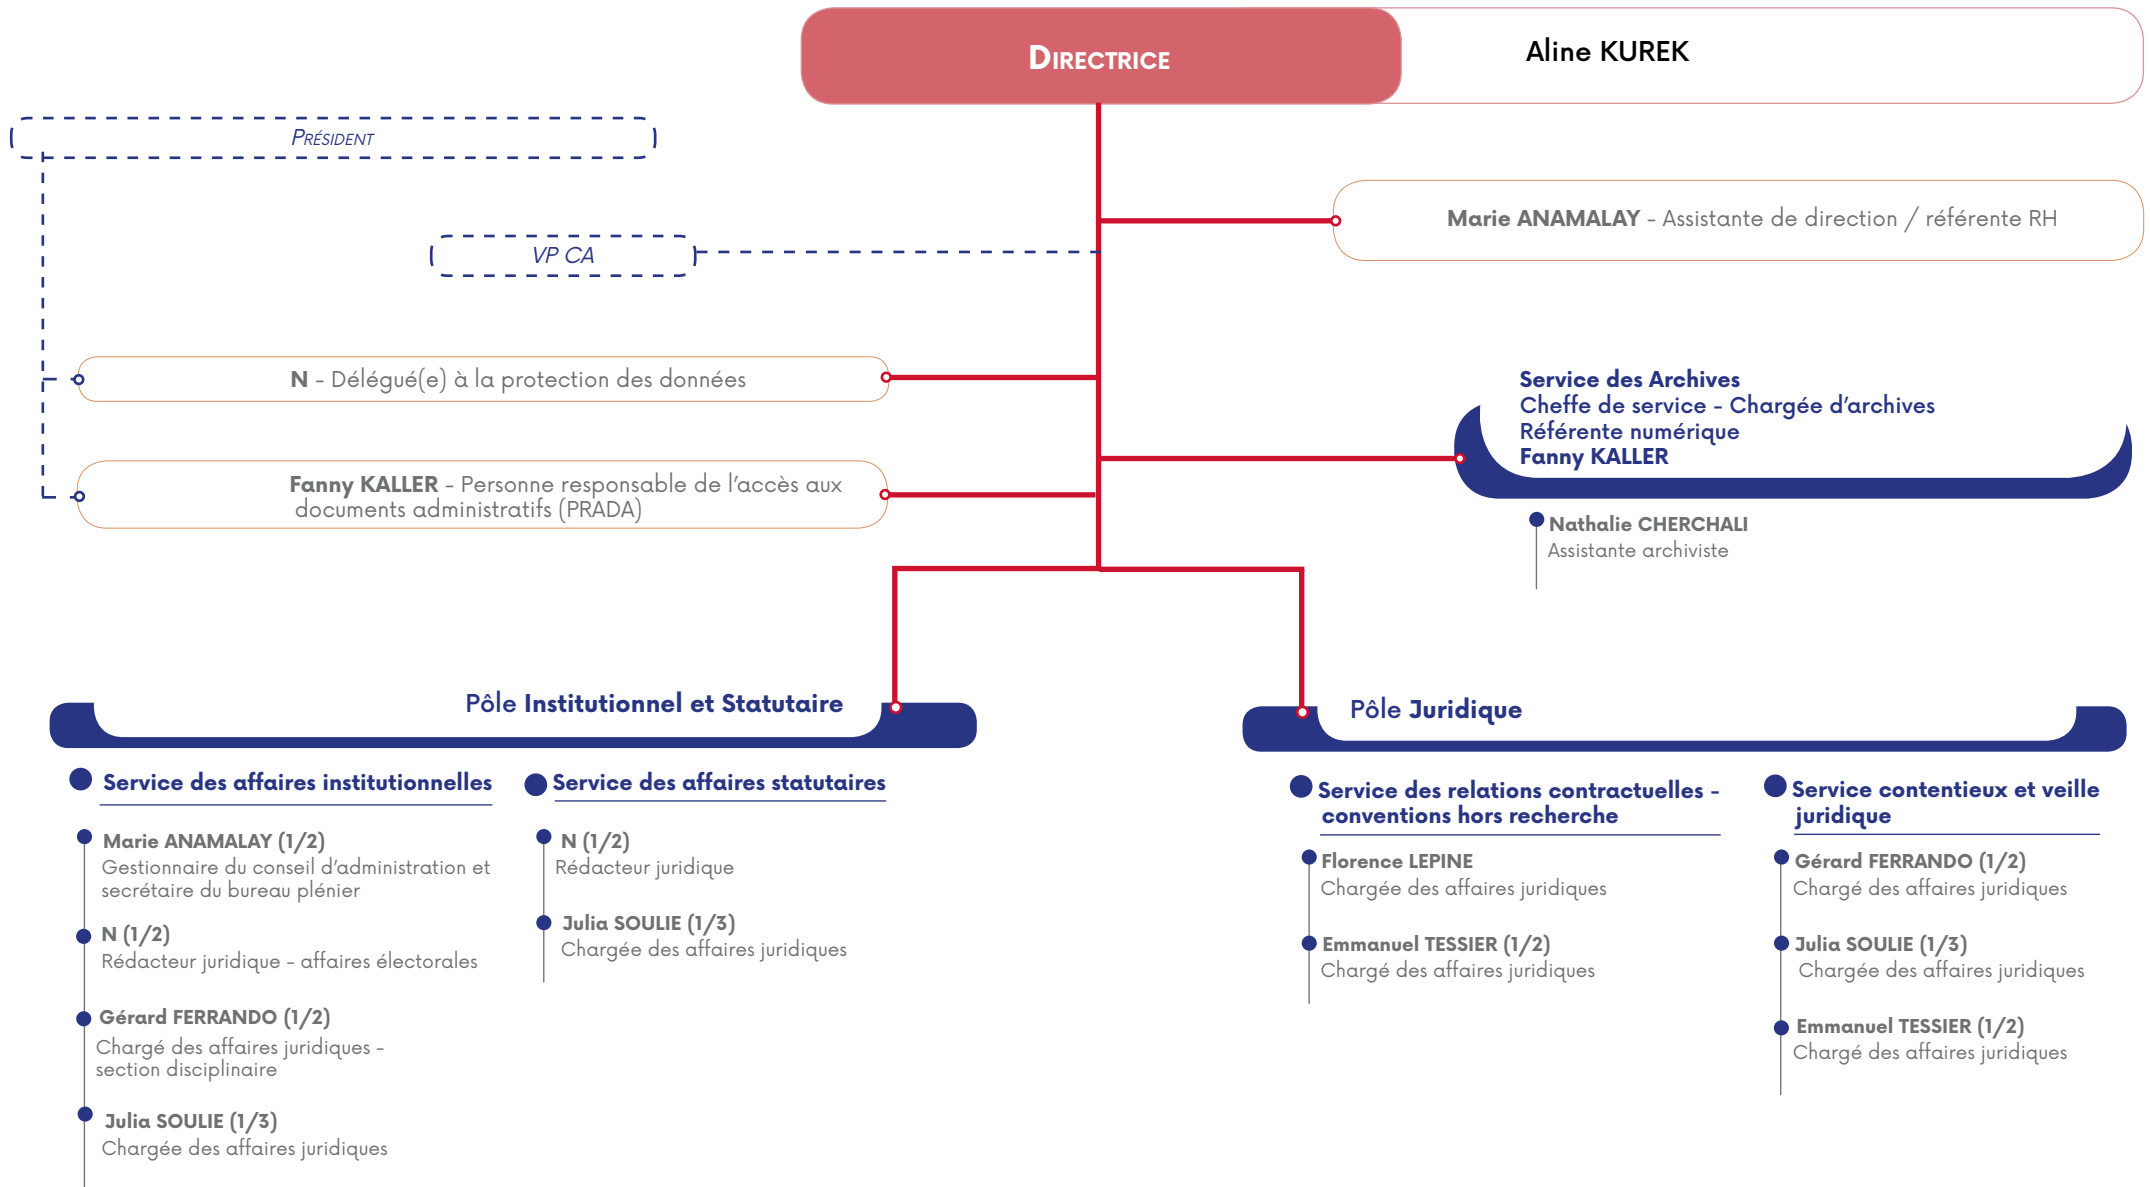 Directrice
Aline KUREK
Président
Marie ANAMALAY - Assistante de direction / référente RH
VP CA
N - Délégué(e) à la protection des données
Fanny KALLER - Personne responsable de l'accès aux
documents administratifs (PRADA)
Service des Archives
Cheffe de service - Chargée d'archives
Référente numérique
Fanny KALLER
Nathalie CHERCHALI
Assistante archiviste
Pôle Institutionnel et Statutaire
Service des affaires institutionnelles
Marie ANAMALAY (1/2)
Gestionnaire du conseil d'administration et
secrétaire du bureau plénier
N (1/2)
Rédacteur juridique - affaires électorales
Gérard FERRANDO (1/2)
Chargé des affaires juridiques -
section disciplinaire
Julia SOULIE (1/3)
Chargée des affaires juridiques
Service des affaires statutaires
N (1/2)
Rédacteur juridique
Julia SOULIE (1/3)
Chargée des affaires juridiques
Pôle Juridique
Service des relations contractuelles -
conventions hors recherche
Florence LEPINE
Chargée des affaires juridiques
Emmanuel TESSIER (1/2)
Chargé des affaires juridiques
Service contentieux et veille
juridique
Gérard FERRANDO (1/2)
Chargé des affaires juridiques
Julia SOULIE (1/3)
Chargée des affaires juridiques
Emmanuel TESSIER (1/2)
Chargé des affaires juridiques